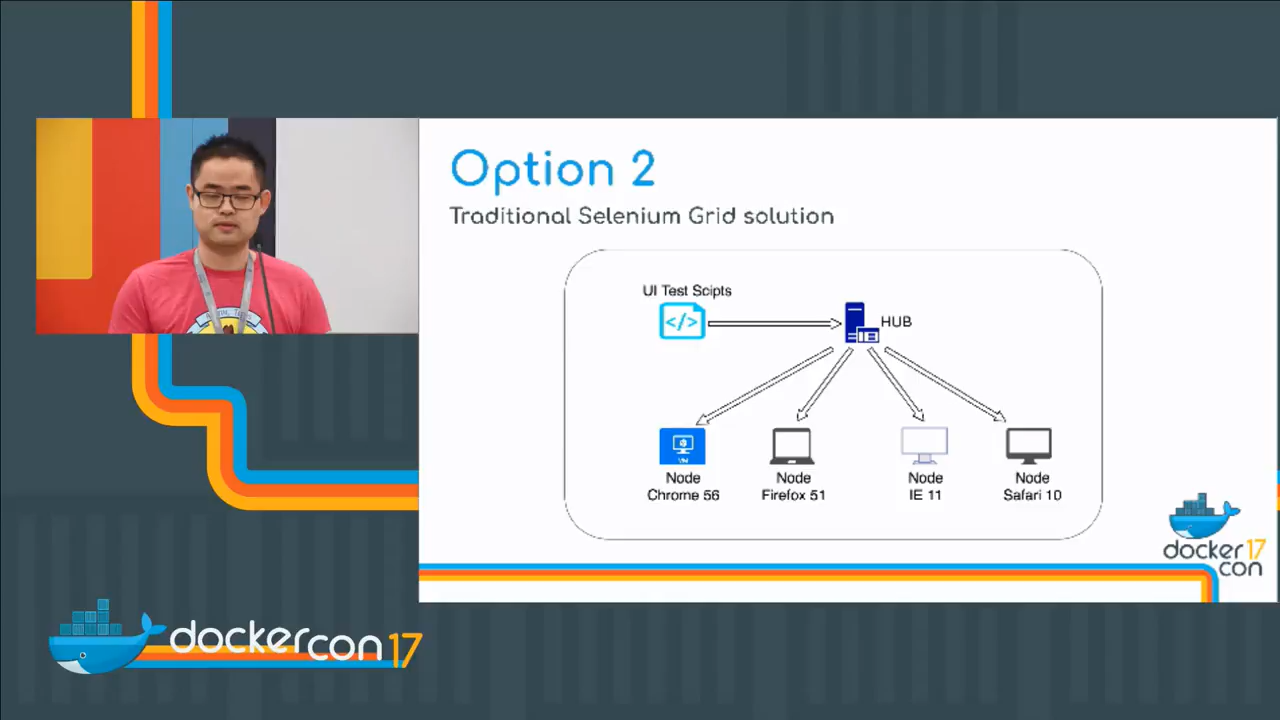 Option 2
Traditional Selenium Grid solution
UI Test Scipts
</>
HUB
VM
Node
Chrome 56
Node
Firefox 51
Node
IE 11
Node
Safari 10
docker 17
con
dockercon 17